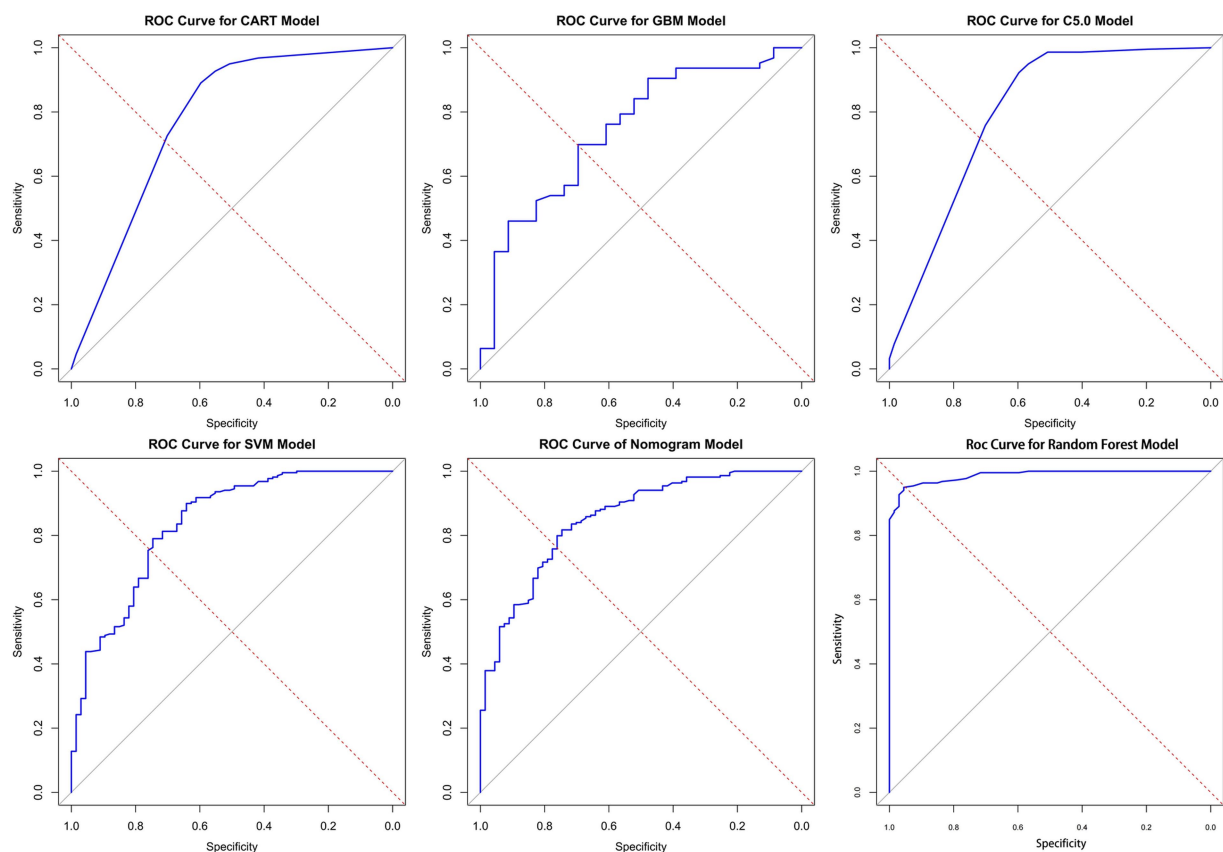 ROC Curve for CART Model
1.0
0.8
0.6
0.4
0.2
0.0
Sensitivity
1.0 0.8 0.6 0.4 0.2 0.0
Specificity
ROC Curve for GBM Model
1.0
0.8
0.6
0.4
0.2
0.0
Sensitivity
1.0 0.8 0.6 0.4 0.2 0.0
Specificity
ROC Curve for C5.0 Model
1.0
0.8
0.6
0.4
0.2
0.0
Sensitivity
1.0 0.8 0.6 0.4 0.2 0.0
Specificity
ROC Curve for SVM Model
1.0
0.8
0.6
0.4
0.2
0.0
Sensitivity
1.0 0.8 0.6 0.4 0.2 0.0
Specificity
ROC Curve of Nomogram Model
1.0
0.8
0.6
0.4
0.2
0.0
Sensitivity
1.0 0.8 0.6 0.4 0.2 0.0
Specificity
Roc Curve for Random Forest Model
1.0
0.8
0.6
0.4
0.2
0.0
Sensitivity
1.0 0.8 0.6 0.4 0.2 0.0
Specificity